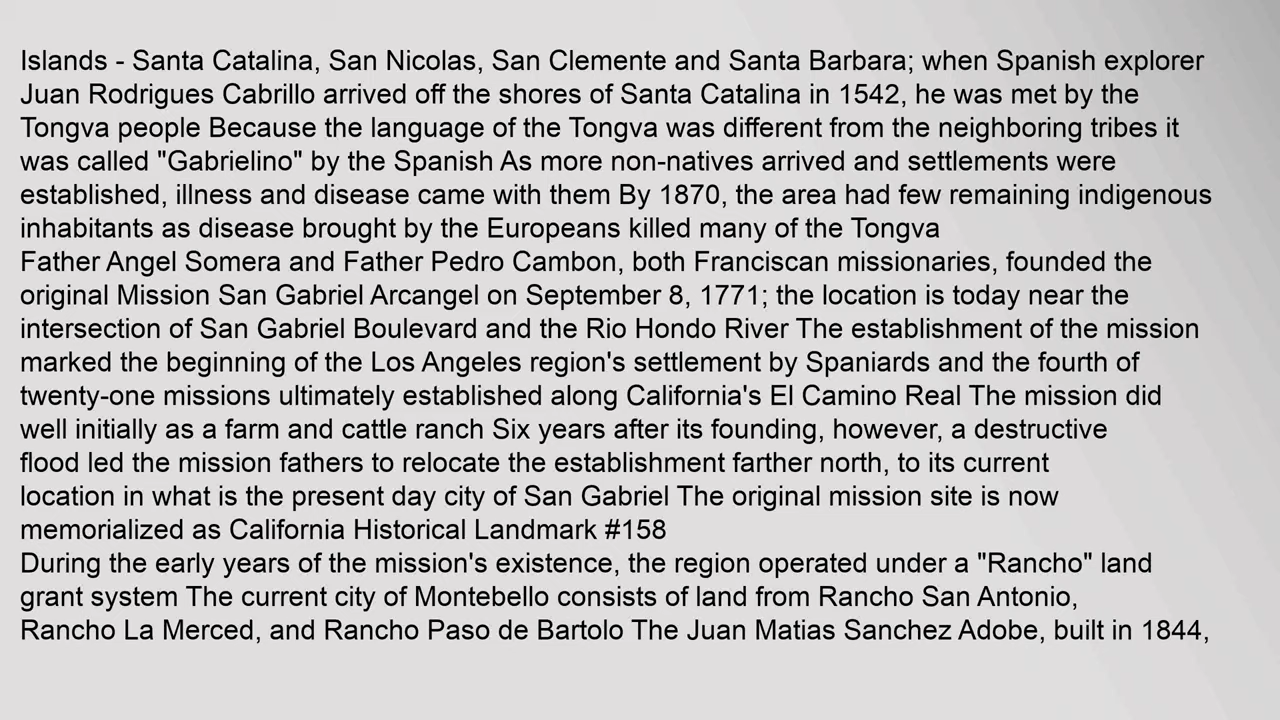 Islands - Santa Catalina, San Nicolas, San Clemente and Santa Barbara; when Spanish explorer
Juan Rodrigues Cabrillo arrived off the shores of Santa Catalina in 1542, he was met by the
Tongva people Because the language of the Tongva was different from the neighboring tribes it
was called "Gabrielino" by the Spanish As more non-natives arrived and settlements were
established, illness and disease came with them By 1870, the area had few remaining indigenous
inhabitants as disease brought by the Europeans killed many of the Tongva
Father Angel Somera and Father Pedro Cambon, both Franciscan missionaries, founded the
original Mission San Gabriel Arcangel on September 8, 1771; the location is today near the
intersection of San Gabriel Boulevard and the Rio Hondo River The establishment of the mission
marked the beginning of the Los Angeles region's settlement by Spaniards and the fourth of
twenty-one missions ultimately established along California's El Camino Real The mission did
well initially as a farm and cattle ranch Six years after its founding, however, a destructive
flood led the mission fathers to relocate the establishment farther north, to its current
location in what is the present day city of San Gabriel The original mission site is now
memorialized as California Historical Landmark #158
During the early years of the mission's existence, the region operated under a "Rancho" land
grant system The current city of Montebello consists of land from Rancho San Antonio,
Rancho La Merced, and Rancho Paso de Bartolo The Juan Matias Sanchez Adobe, built in 1844,